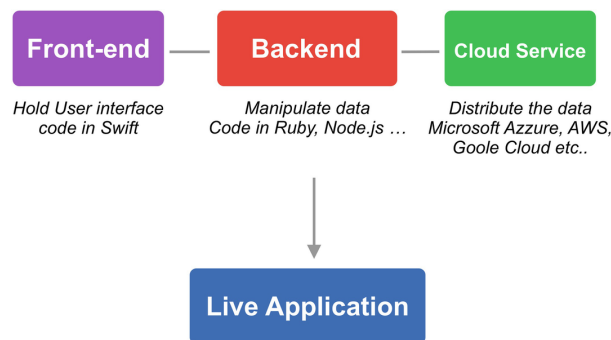 Front-end
Backend
Cloud Service
Hold User interface
code in Swift
Manipulate data
Code in Ruby, Node.js ...
Distribute the data
Microsoft Azzure, AWS,
Goole Cloud etc..
Live Application